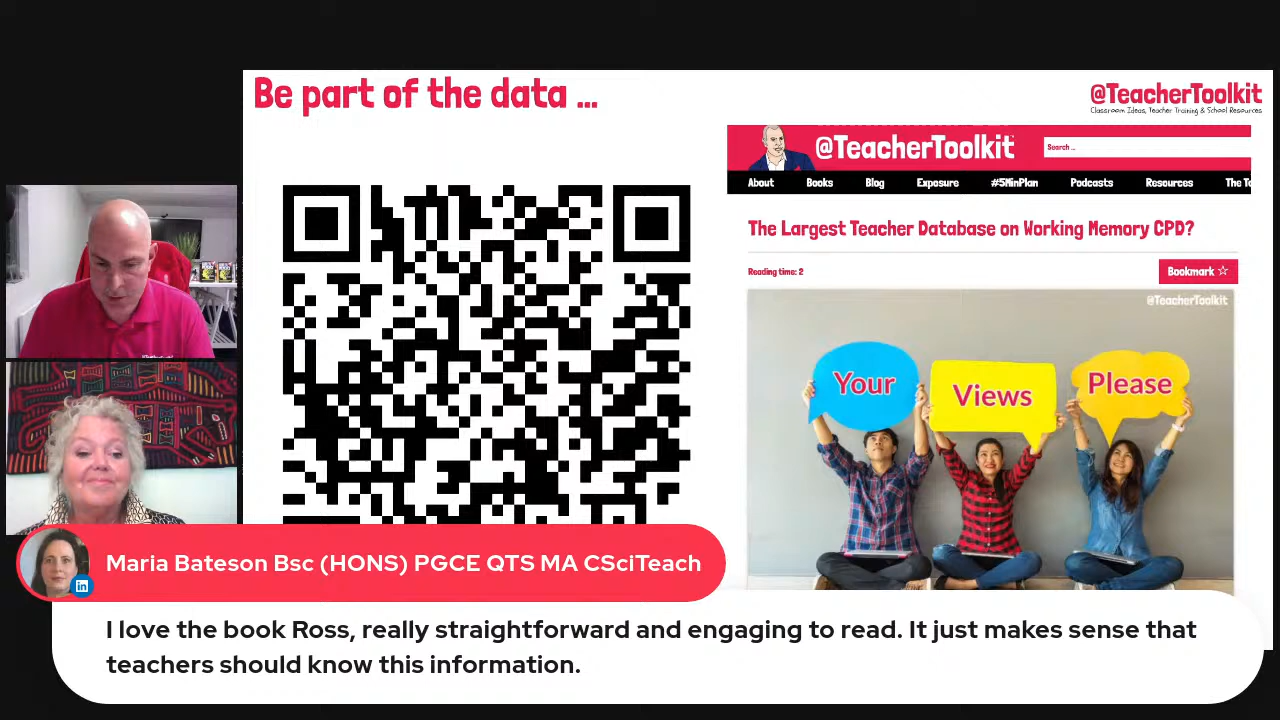 Be part of the data ...
@TeacherToolkit
Classroom Ideas, Teacher Training & School Resources
@TeacherToolkit
Search ...
About Books Blog Exposure #5MinPlan Podcasts Resources The To
The Largest Teacher Database on Working Memory CPD?
Reading time: 2
Bookmark ☆
@TeacherToolkit
Your Views Please
Maria Bateson Bsc (HONS) PGCE QTS MA CSciTeach
in
I love the book Ross, really straightforward and engaging to read. It just makes sense that
teachers should know this information.